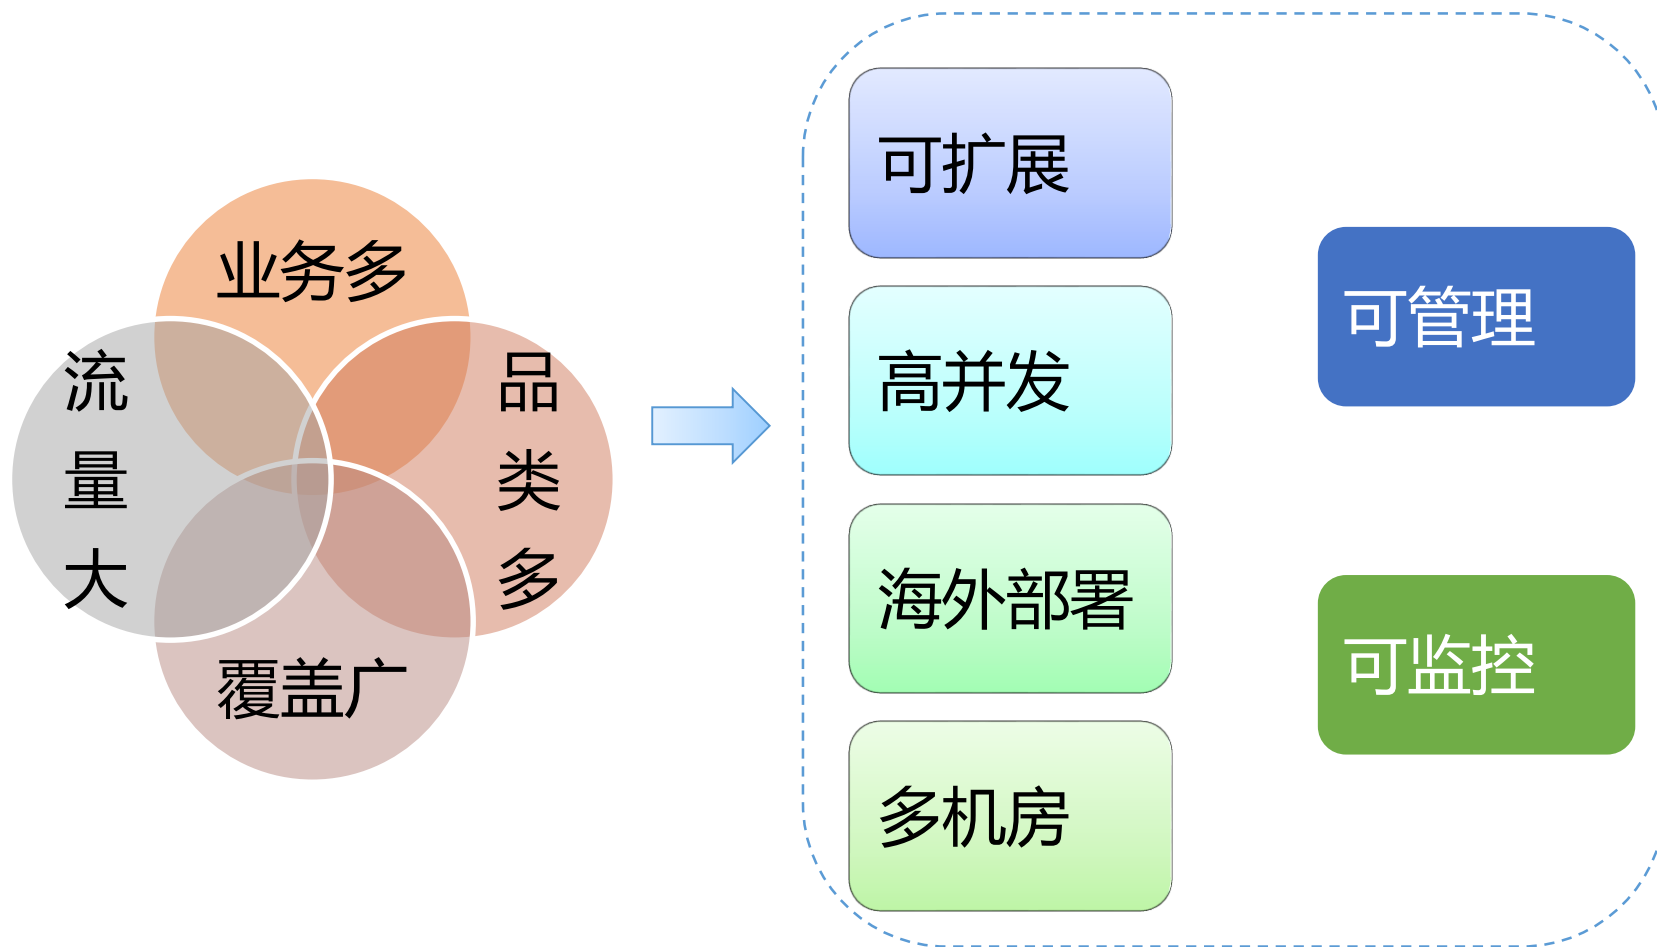 业务多
流量大
品类多
覆盖广
可扩展
高并发
海外部署
多机房
可管理
可监控